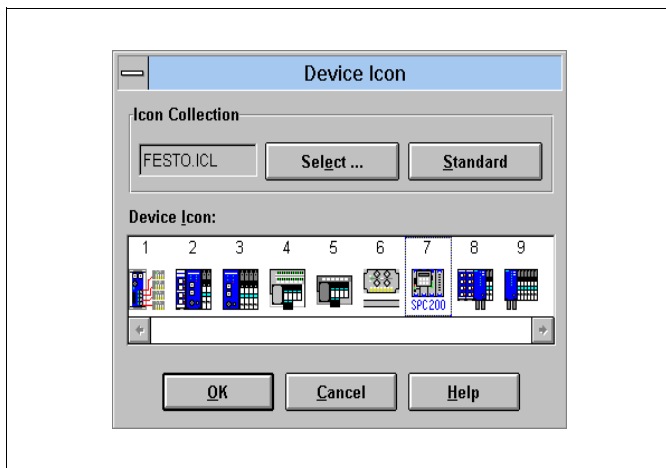 Device Icon
Icon Collection
FESTO.ICL Select ... Standard
Device Icon:
1 2 3 4 5 6 7 8 9
SPC200
OK Cancel Help